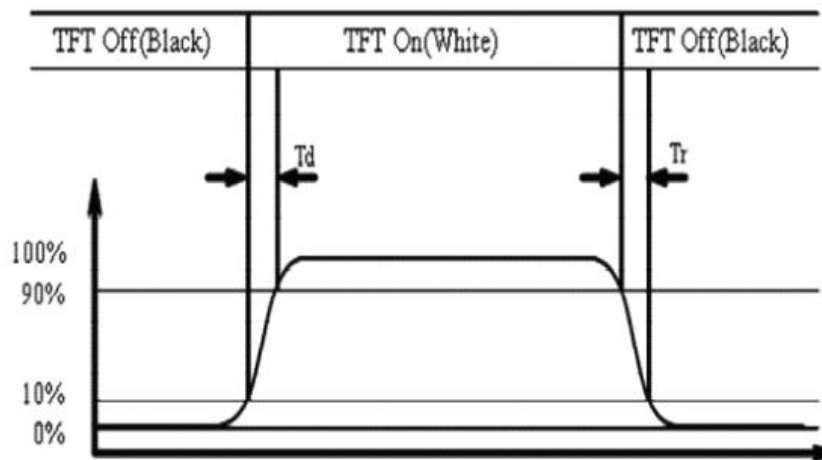 TFT Off(Black) TFT On(White) TFT Off(Black)
Td Tr
100%
90%
10%
0%